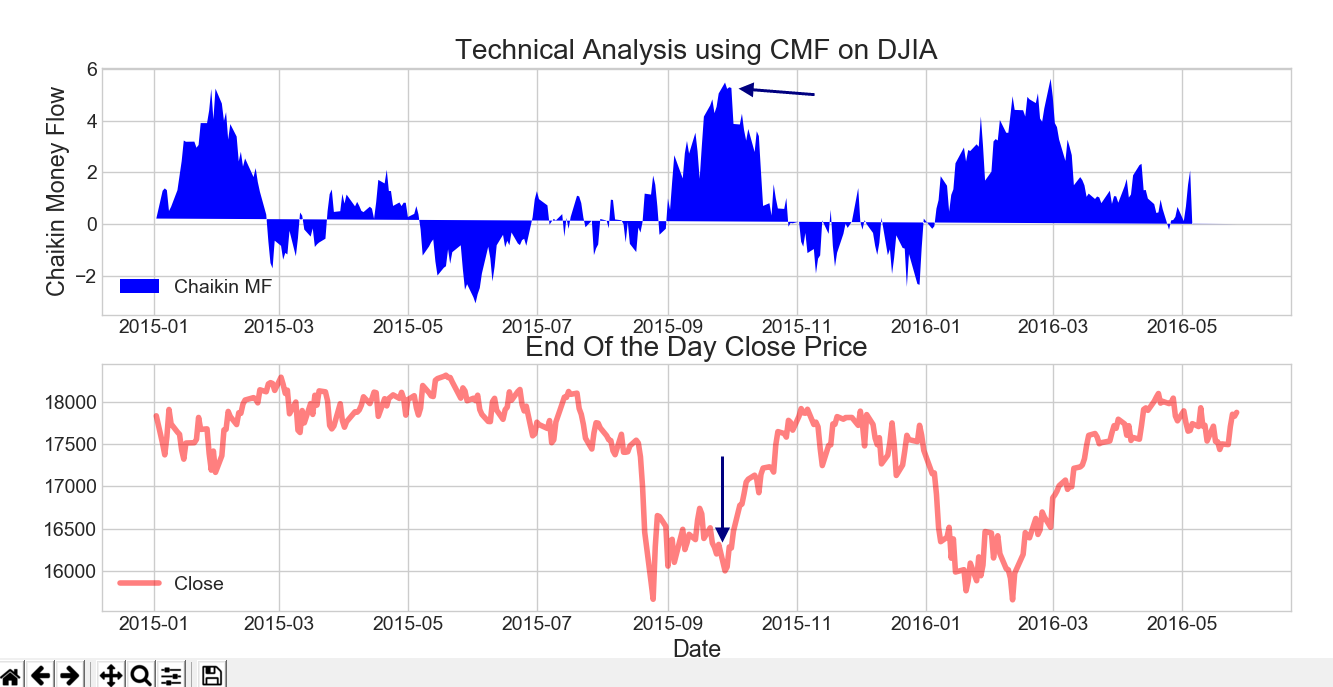 Technical Analysis using CMF on DJIA
Chaikin Money Flow
6
4
2
0
−2
Chaikin MF
2015-01 2015-03 2015-05 2015-07 2015-09 2015-11 2016-01 2016-03 2016-05
End Of the Day Close Price
18000
17500
17000
16500
16000
Close
2015-01 2015-03 2015-05 2015-07 2015-09 2015-11 2016-01 2016-03 2016-05
Date